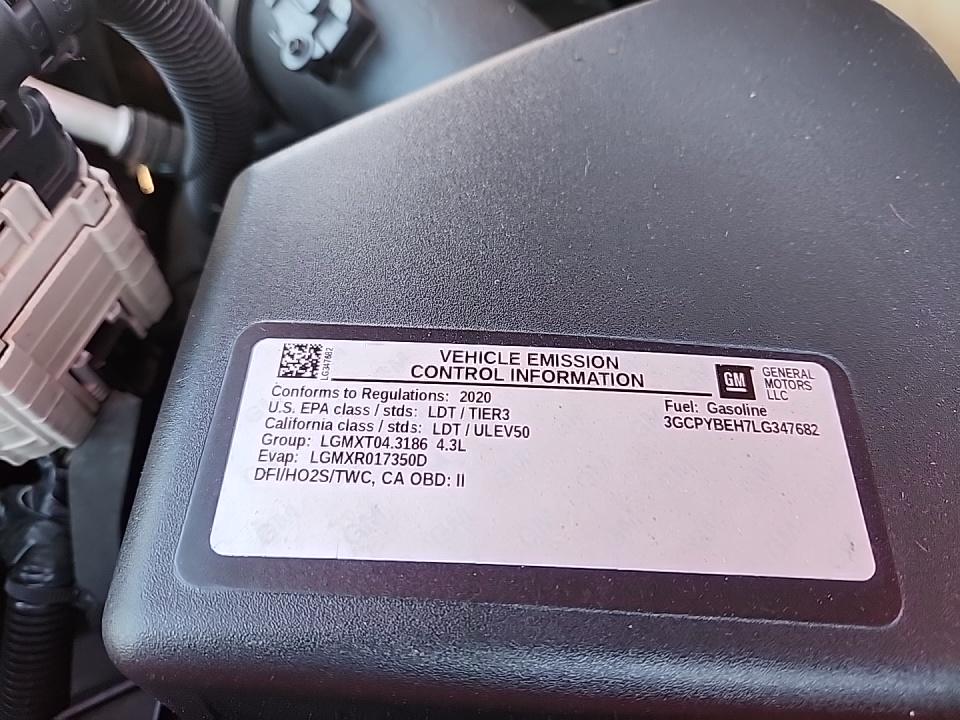 LG347682
VEHICLE EMISSION
CONTROL INFORMATION
GM
GENERAL
MOTORS
LLC
Conforms to Regulations: 2020
U.S. EPA class / stds: LDT / TIER3
California class / stds: LDT / ULEV50
Group: LGMXT04.3186 4.3L
Evap: LGMXR017350D
DFI/HO2S/TWC, CA OBD: II
Fuel: Gasoline
3GCPYBEH7LG347682